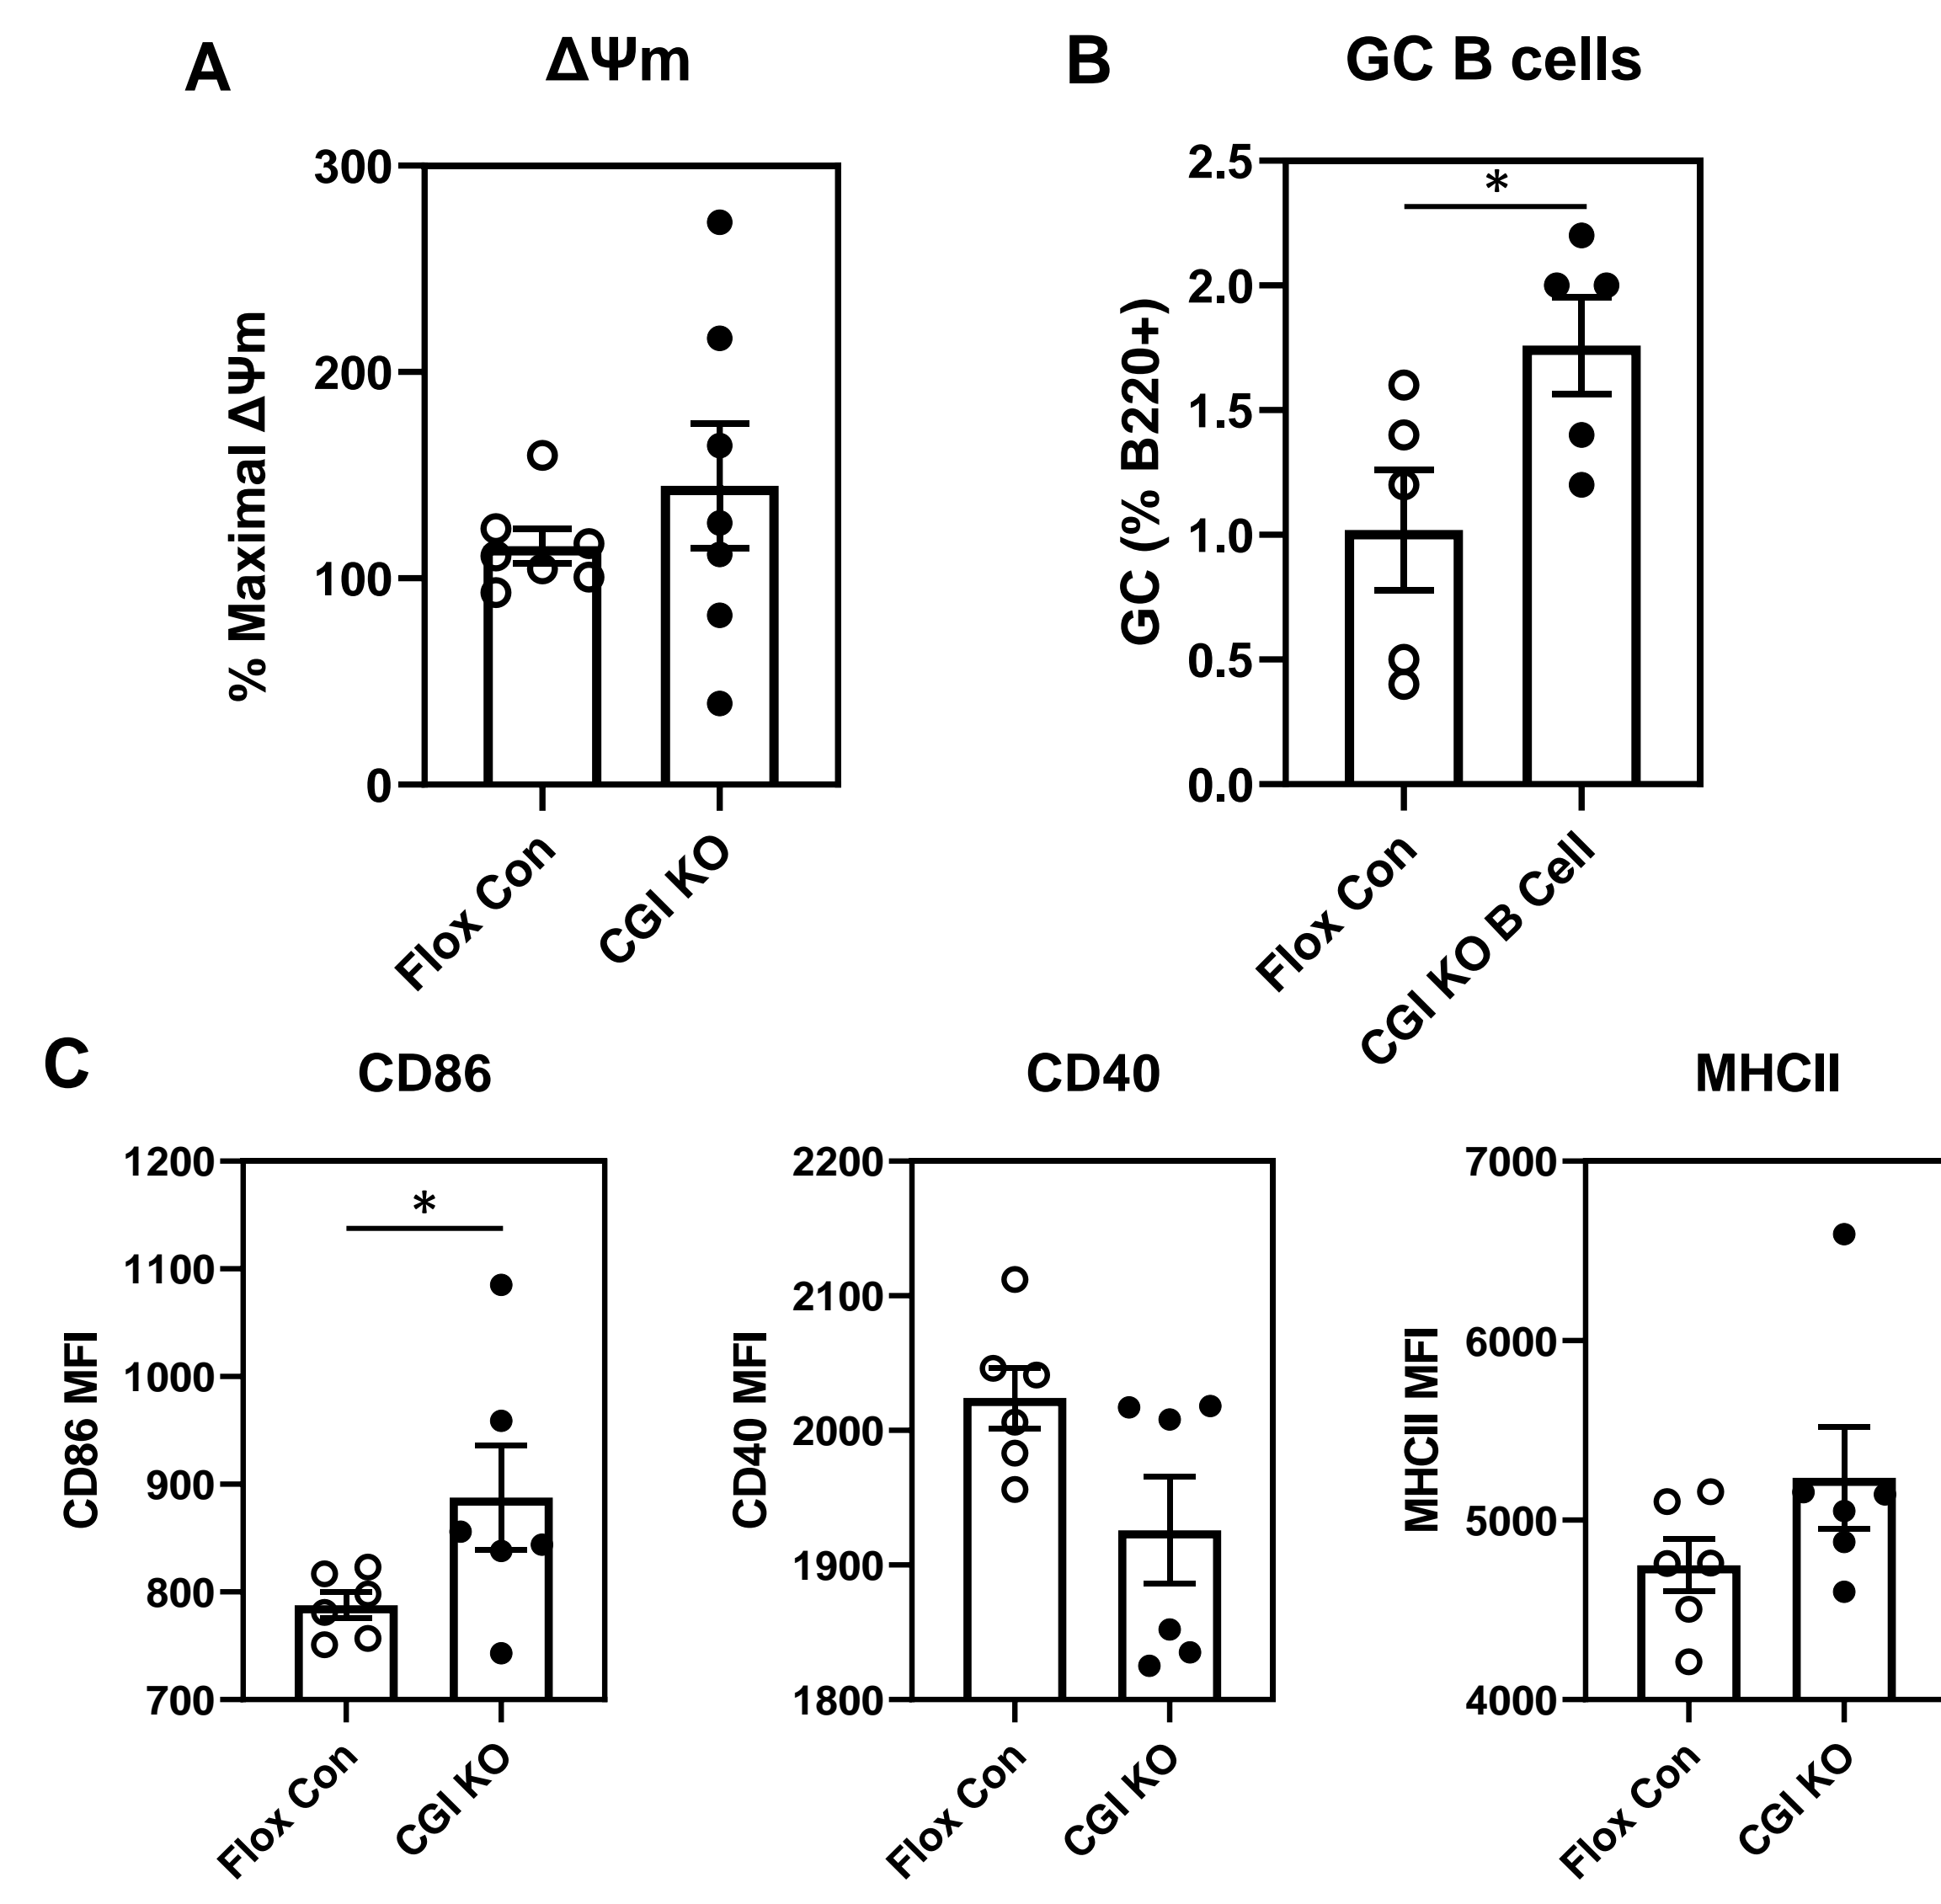 A
ΔΨm
% Maximal ΔΨm
300
200
100
0
Flox Con
CGI KO
B
GC B cells
GC (% B220+)
2.5
2.0
1.5
1.0
0.5
0.0
*
Flox Con
CGI KO B Cell
C
CD86
CD86 MFI
1200
1100
1000
900
800
700
*
Flox Con
CGI KO
CD40
CD40 MFI
2200
2100
2000
1900
1800
Flox Con
CGI KO
MHCII
MHCII MFI
7000
6000
5000
4000
Flox Con
CGI KO